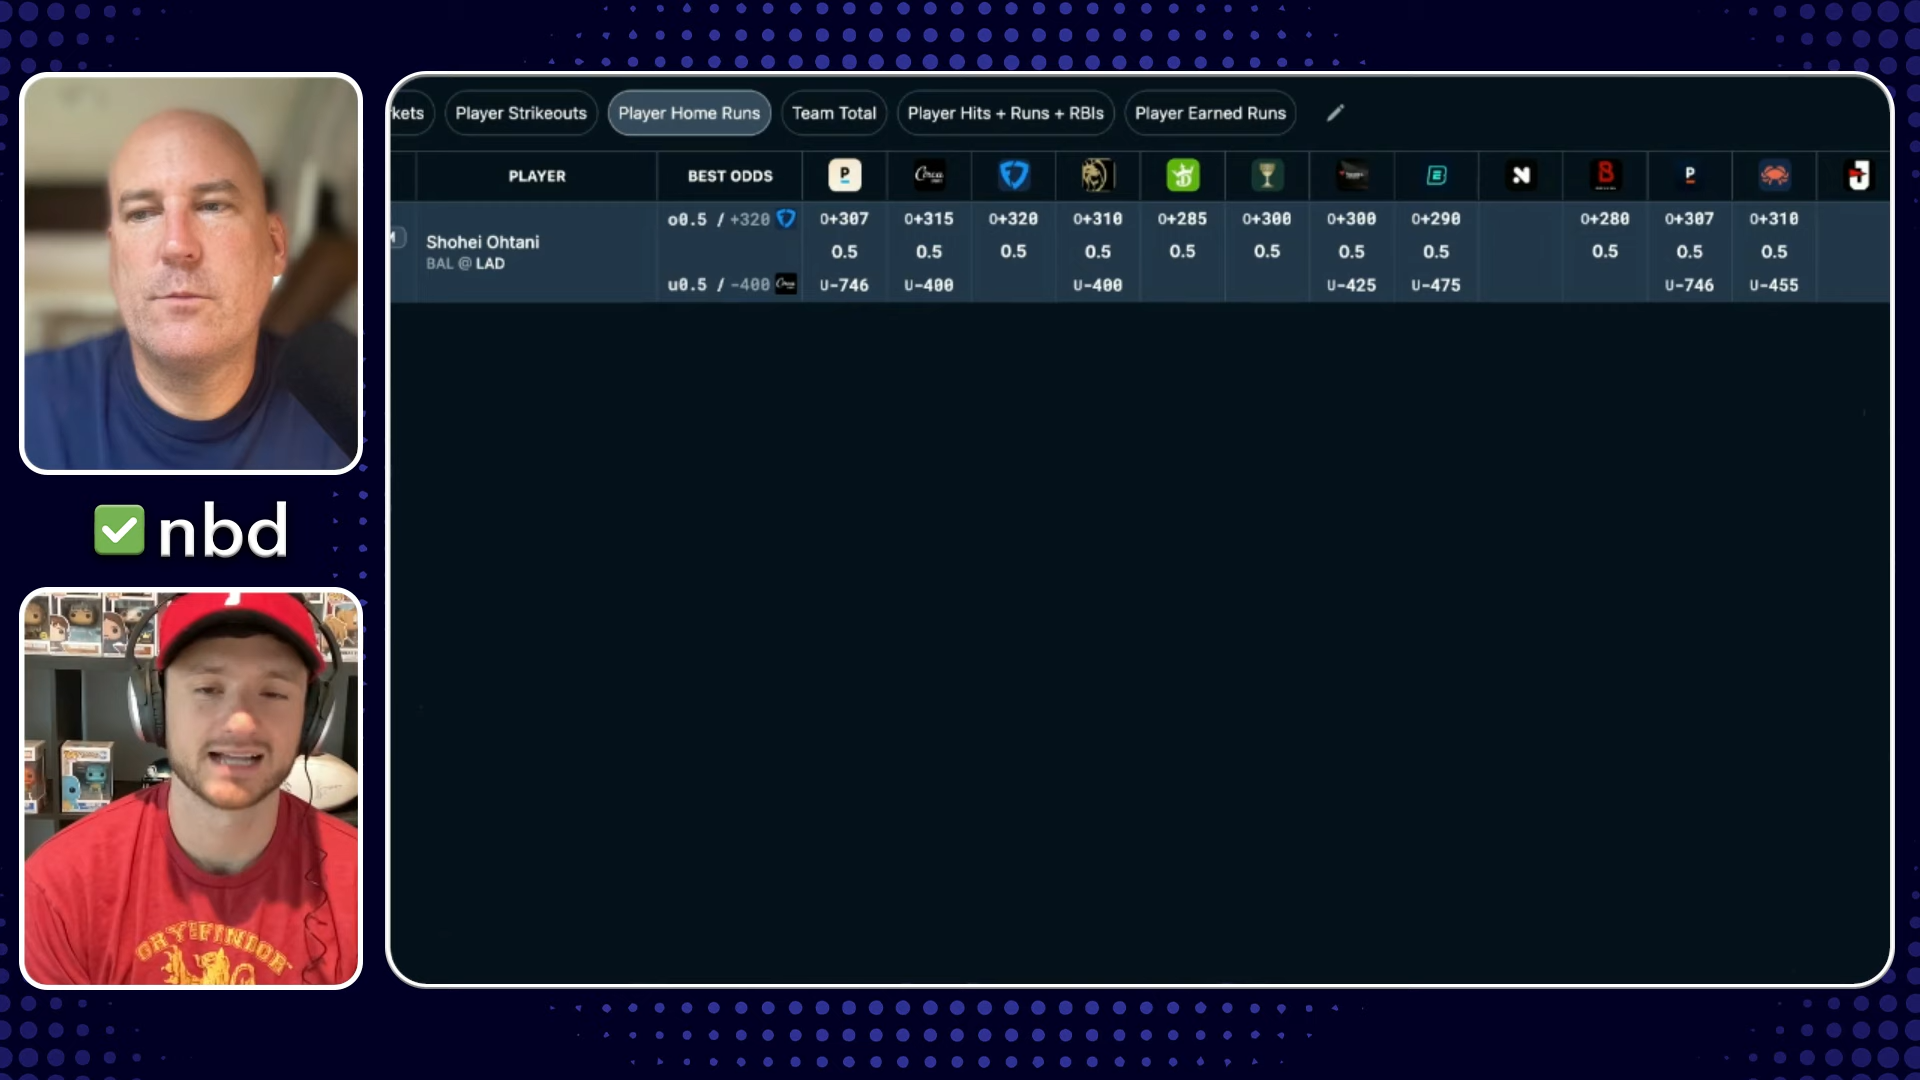 kets Player Strikeouts Player Home Runs Team Total Player Hits + Runs + RBIs Player Earned Runs
PLAYER BEST ODDS P Circa N B P J
o0.5 / +320 O+307 O+315 O+320 O+310 O+285 O+300 O+300 O+290 O+280 O+307 O+310
Shohei Ohtani 0.5 0.5 0.5 0.5 0.5 0.5 0.5 0.5 0.5 0.5 0.5
BAL @ LAD
u0.5 / -400 Circa U-746 U-400 U-400 U-425 U-475 U-746 U-455
✅ nbd
GRYFFINDOR